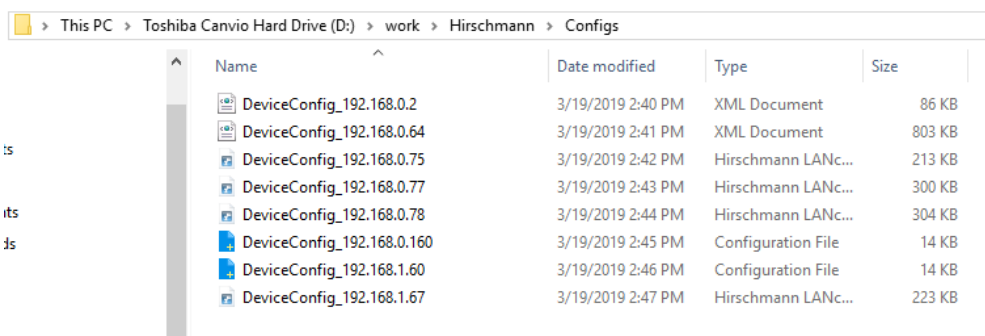 This PC > Toshiba Canvio Hard Drive (D:) > work > Hirschmann > Configs
Name Date modified Type Size
DeviceConfig_192.168.0.2 3/19/2019 2:40 PM XML Document 86 KB
DeviceConfig_192.168.0.64 3/19/2019 2:41 PM XML Document 803 KB
ts
DeviceConfig_192.168.0.75 3/19/2019 2:42 PM Hirschmann LANc... 213 KB
DeviceConfig_192.168.0.77 3/19/2019 2:43 PM Hirschmann LANc... 300 KB
nts
DeviceConfig_192.168.0.78 3/19/2019 2:44 PM Hirschmann LANc... 304 KB
ds
DeviceConfig_192.168.0.160 3/19/2019 2:45 PM Configuration File 14 KB
DeviceConfig_192.168.1.60 3/19/2019 2:46 PM Configuration File 14 KB
DeviceConfig_192.168.1.67 3/19/2019 2:47 PM Hirschmann LANc... 223 KB